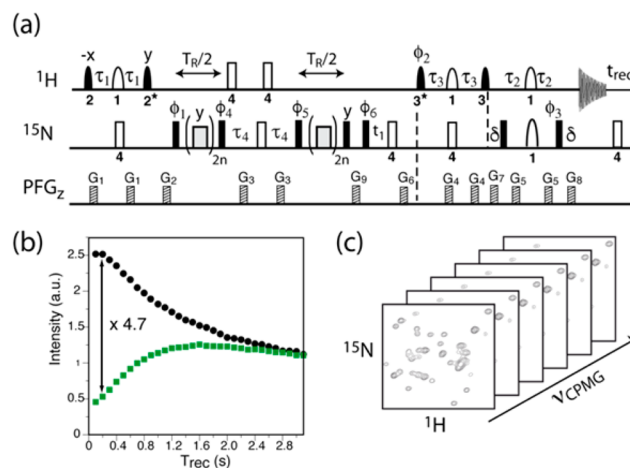 (a)
-x y T_R/2 T_R/2 ϕ₂ t_rec
¹H τ₁ τ₁ τ₃ τ₃ τ₂ τ₂
2 1 2* 4 4 3* 1 3 1
ϕ₁ y ϕ₄ ϕ₅ y ϕ₆ ϕ₃
¹⁵N τ₄ τ₄ t₁ δ δ
4 2n 2n 4 1 4
PFG_z G₁ G₁ G₂ G₃ G₃ G₉ G₆ G₄ G₄ G₇ G₅ G₅ G₈
(b) (c)
2.5
2
1.5
1
0.5
0
Intensity (a.u.)
x 4.7
0.4 1.2 1.6 2.0 2.4 2.8
T_rec (s)
¹⁵N
¹H
ν_CPMG